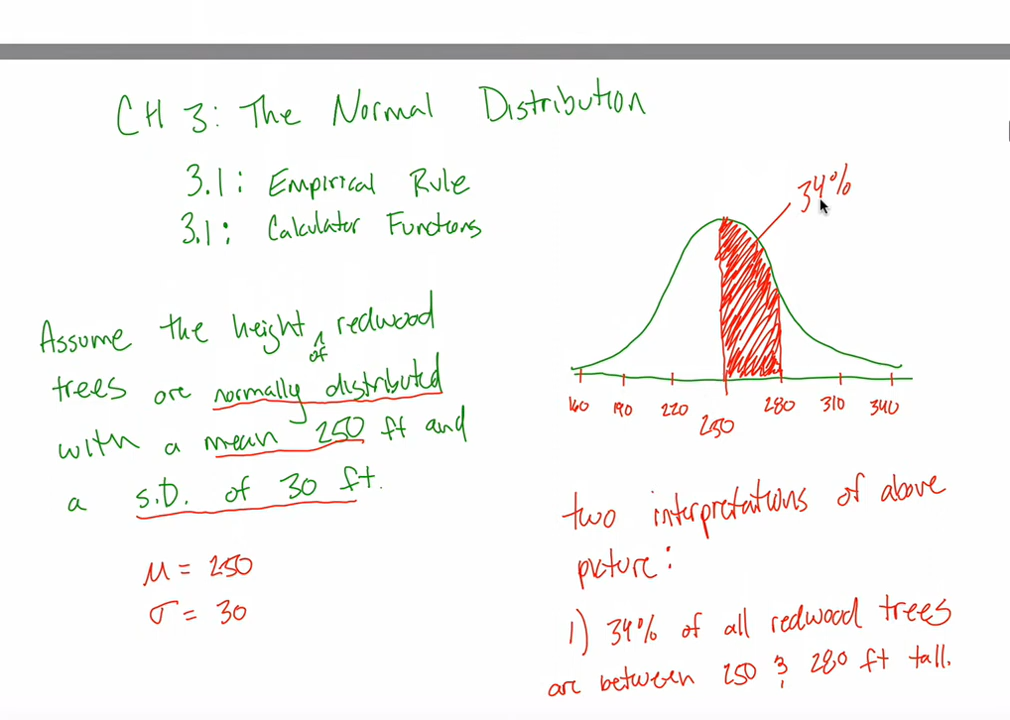 CH 3: The Normal Distribution
3.1: Empirical Rule
3.1: Calculator Functions
Assume the height of redwood
trees are normally distributed
with a mean 250 ft and
a S.D. of 30 ft.
μ = 250
σ = 30
34%
160 190 220 250 280 310 340
two interpretations of above
picture:
1) 34% of all redwood trees
are between 250 & 280 ft tall.